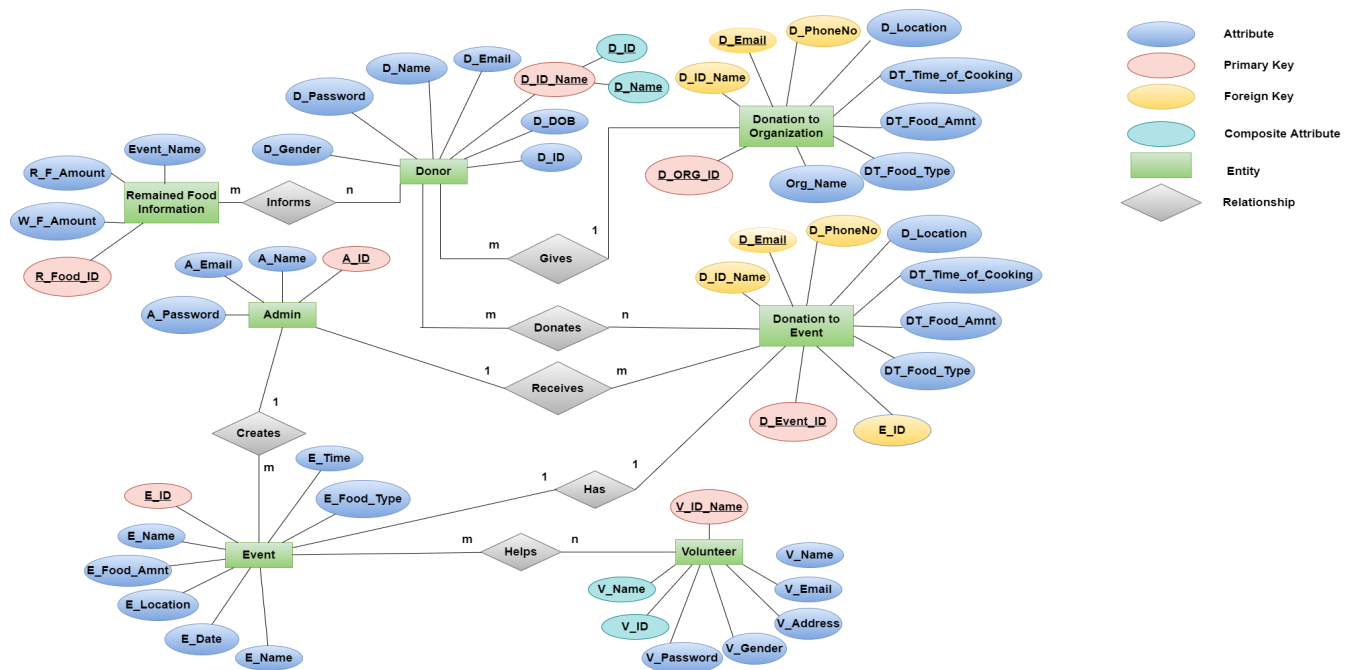 D_Email
D_PhoneNo
D_Location
D_ID_Name
DT_Time_of_Cooking
DT_Food_Amnt
DT_Food_Type
Donation to
Organization
D_ORG_ID
Org_Name
Attribute
Primary Key
Foreign Key
Composite Attribute
Entity
Relationship
D_Name
D_Email
D_ID_Name
D_ID
D_Name
D_Password
D_DOB
D_ID
D_Gender
Donor
Event_Name
R_F_Amount
Remained Food
Information
W_F_Amount
R_Food_ID
m
Informs
n
m
Gives
1
A_Email
A_Name
A_ID
A_Password
Admin
m
Donates
n
1
Receives
m
D_Email
D_PhoneNo
D_Location
D_ID_Name
DT_Time_of_Cooking
DT_Food_Amnt
DT_Food_Type
Donation to
Event
D_Event_ID
E_ID
1
Creates
m
E_Time
E_ID
E_Food_Type
E_Name
Event
E_Food_Amnt
E_Location
E_Date
E_Name
1
Has
1
m
Helps
n
V_ID_Name
Volunteer
V_Name
V_Name
V_Email
V_ID
V_Address
V_Password
V_Gender